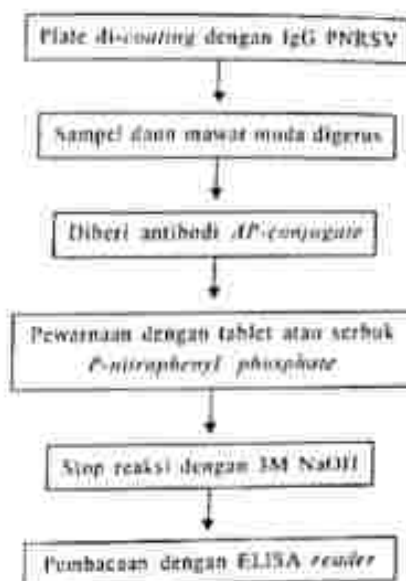 Plate di-coating dengan IgG PNRSV
Sampel daun mawar muda digerus
Diberi antibodi AP-conjugate
Pewarnaan dengan tablet atau serbuk
P-nitrophenyl phosphate
Stop reaksi dengan 3M NaOH
Pembacaan dengan ELISA reader